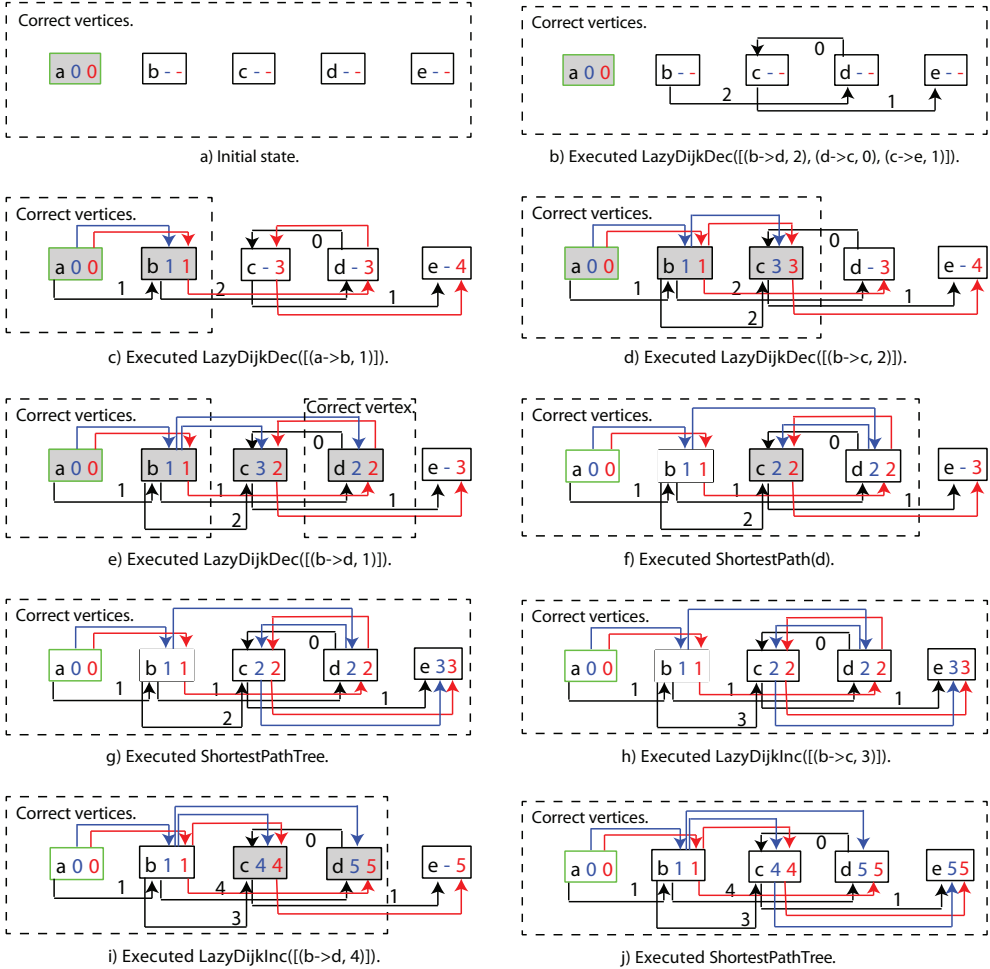 Correct vertices.
a 0 0 b - - c - - d - - e - -
a) Initial state.
Correct vertices.
0
a 0 0 b - - c - - d - - e - -
2 1
b) Executed LazyDijkDec([(b->d, 2), (d->c, 0), (c->e, 1)]).
Correct vertices.
0
a 0 0 b 1 1 c - 3 d - 3 e - 4
1 2 1
c) Executed LazyDijkDec([(a->b, 1)]).
Correct vertices.
0
a 0 0 b 1 1 c 3 3 d - 3 e - 4
1 2 1
2
d) Executed LazyDijkDec([(b->c, 2)]).
Correct vertices.
Correct vertex.
0
a 0 0 b 1 1 c 3 2 d 2 2 e - 3
1 1 1
2
e) Executed LazyDijkDec([(b->d, 1)]).
Correct vertices.
0
a 0 0 b 1 1 c 2 2 d 2 2 e - 3
1 1 1
2
f) Executed ShortestPath(d).
Correct vertices.
0
a 0 0 b 1 1 c 2 2 d 2 2 e 3 3
1 1 1
2
g) Executed ShortestPathTree.
Correct vertices.
0
a 0 0 b 1 1 c 2 2 d 2 2 e 3 3
1 1 1
3
h) Executed LazyDijkInc([(b->c, 3)]).
Correct vertices.
0
a 0 0 b 1 1 c 4 4 d 5 5 e - 5
1 4 1
3
i) Executed LazyDijkInc([(b->d, 4)]).
Correct vertices.
0
a 0 0 b 1 1 c 4 4 d 5 5 e 5 5
1 4 1
3
j) Executed ShortestPathTree.